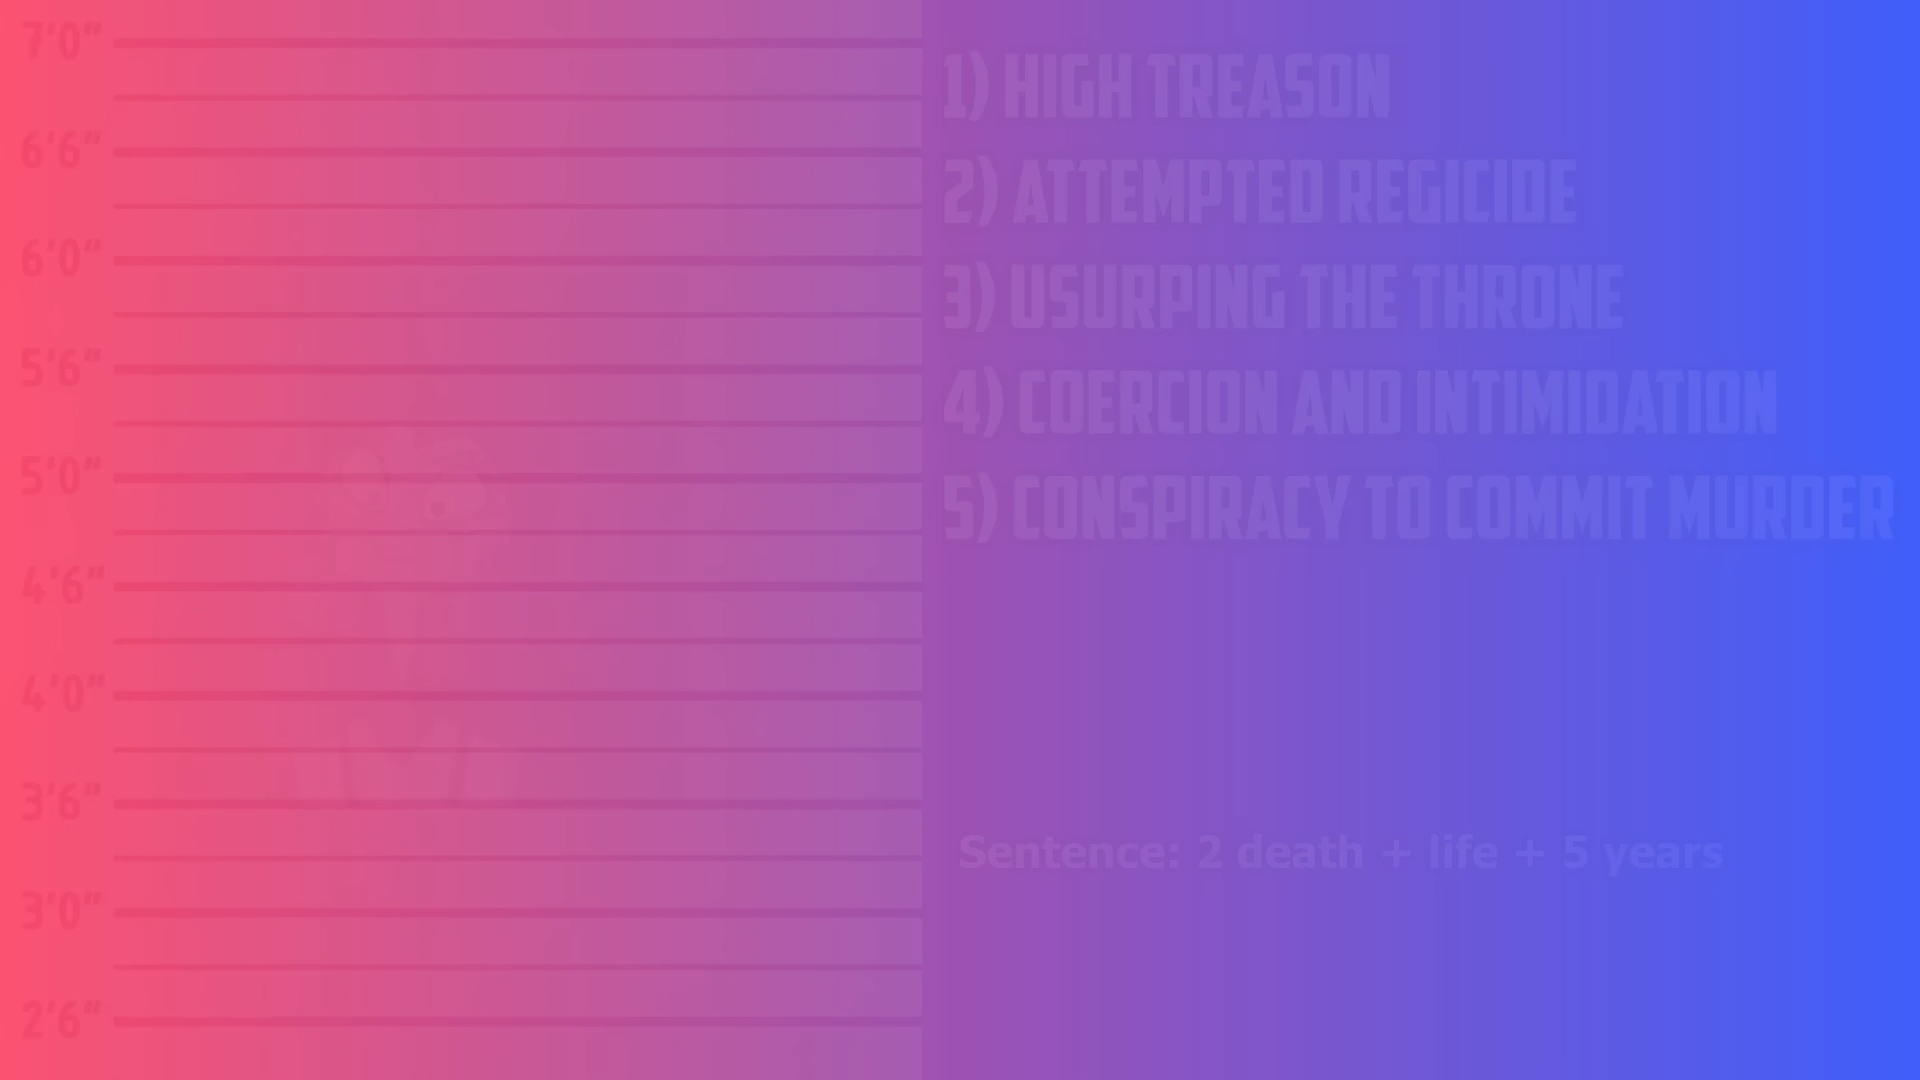 7'0"
6'6"
6'0"
5'6"
5'0"
4'6"
4'0"
3'6"
3'0"
2'6"
1) HIGH TREASON
2) ATTEMPTED REGICIDE
3) USURPING THE THRONE
4) COERCION AND INTIMIDATION
5) CONSPIRACY TO COMMIT MURDER
Sentence: 2 death + life + 5 years